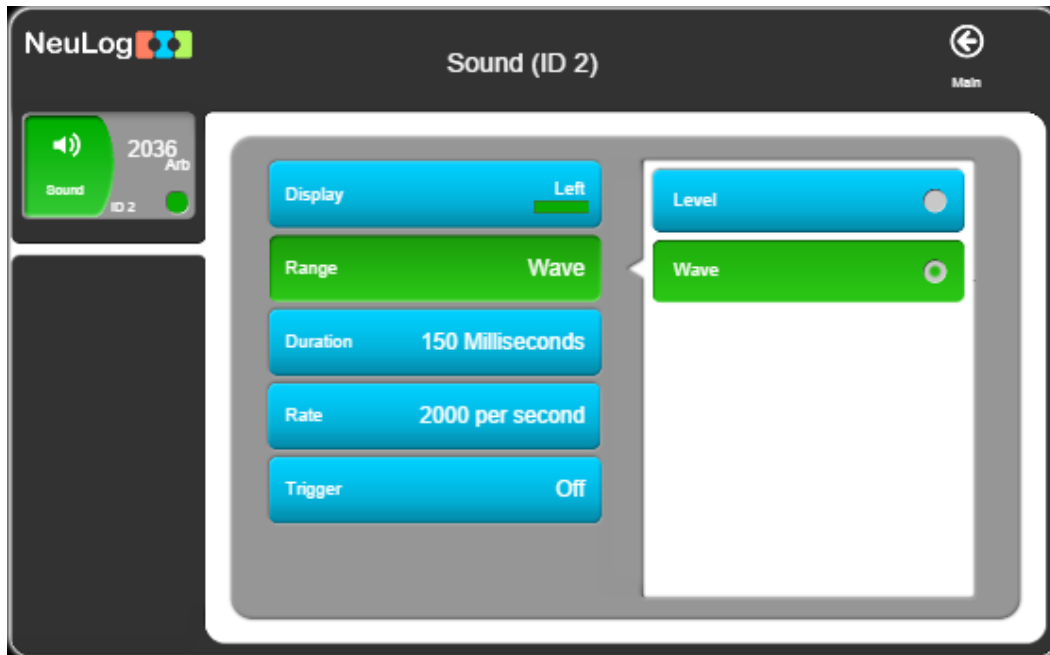 NeuLog
Sound (ID 2)
Main
2036
Arb
Sound
ID 2
Display Left
Range Wave
Duration 150 Milliseconds
Rate 2000 per second
Trigger Off
Level
Wave